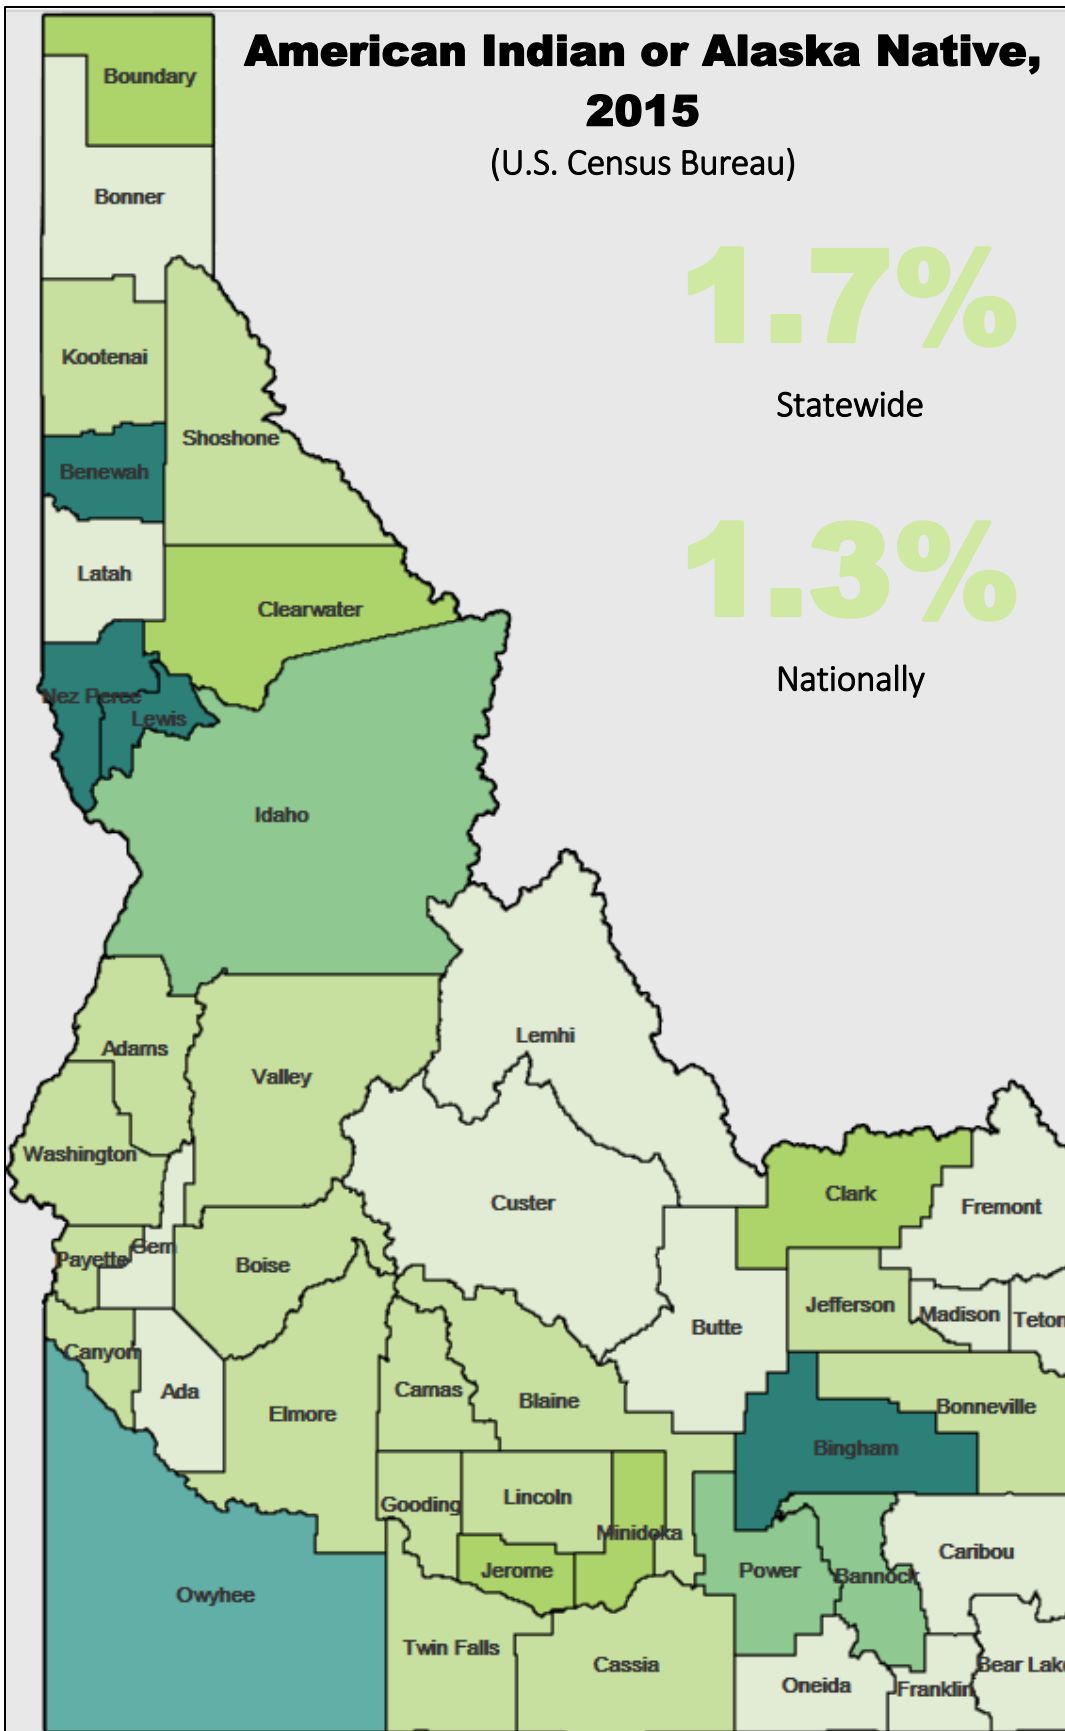 American Indian or Alaska Native,
2015
(U.S. Census Bureau)
Boundary
Bonner
1.7%
Kootenai
Statewide
Shoshone
Benewah
1.3%
Latah
Clearwater
Nationally
Nez Perce
Lewis
Idaho
Lemhi
Adams
Valley
Washington
Clark
Custer
Fremont
Gem
Payette
Boise
Jefferson
Madison
Teton
Butte
Canyon
Ada
Camas
Blaine
Bonneville
Elmore
Bingham
Lincoln
Gooding
Minidoka
Caribou
Jerome
Power
Bannock
Owyhee
Twin Falls
Cassia
Bear Lake
Oneida
Franklin